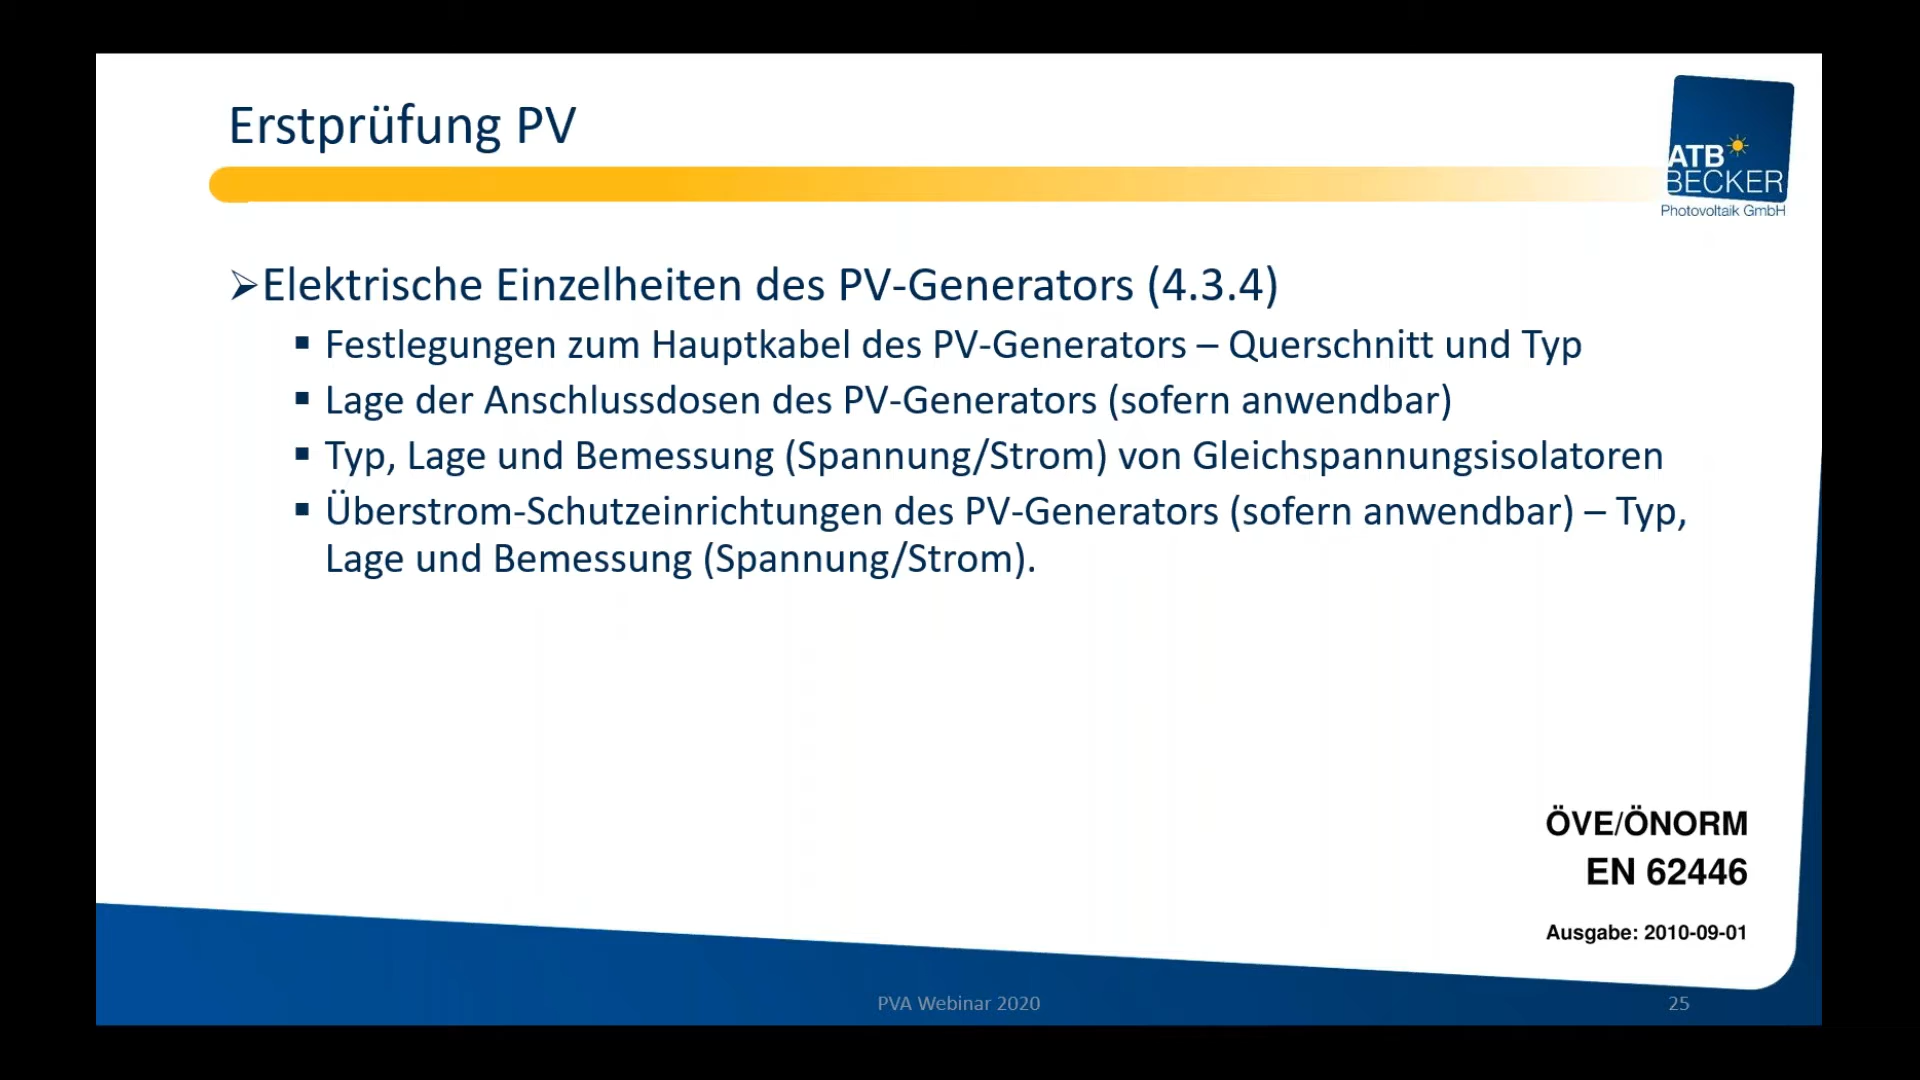 Erstprüfung PV
ATB
BECKER
Photovoltaik GmbH
➢Elektrische Einzelheiten des PV-Generators (4.3.4)
▪ Festlegungen zum Hauptkabel des PV-Generators – Querschnitt und Typ
▪ Lage der Anschlussdosen des PV-Generators (sofern anwendbar)
▪ Typ, Lage und Bemessung (Spannung/Strom) von Gleichspannungsisolatoren
▪ Überstrom-Schutzeinrichtungen des PV-Generators (sofern anwendbar) – Typ,
Lage und Bemessung (Spannung/Strom).
ÖVE/ÖNORM
EN 62446
Ausgabe: 2010-09-01
PVA Webinar 2020
25